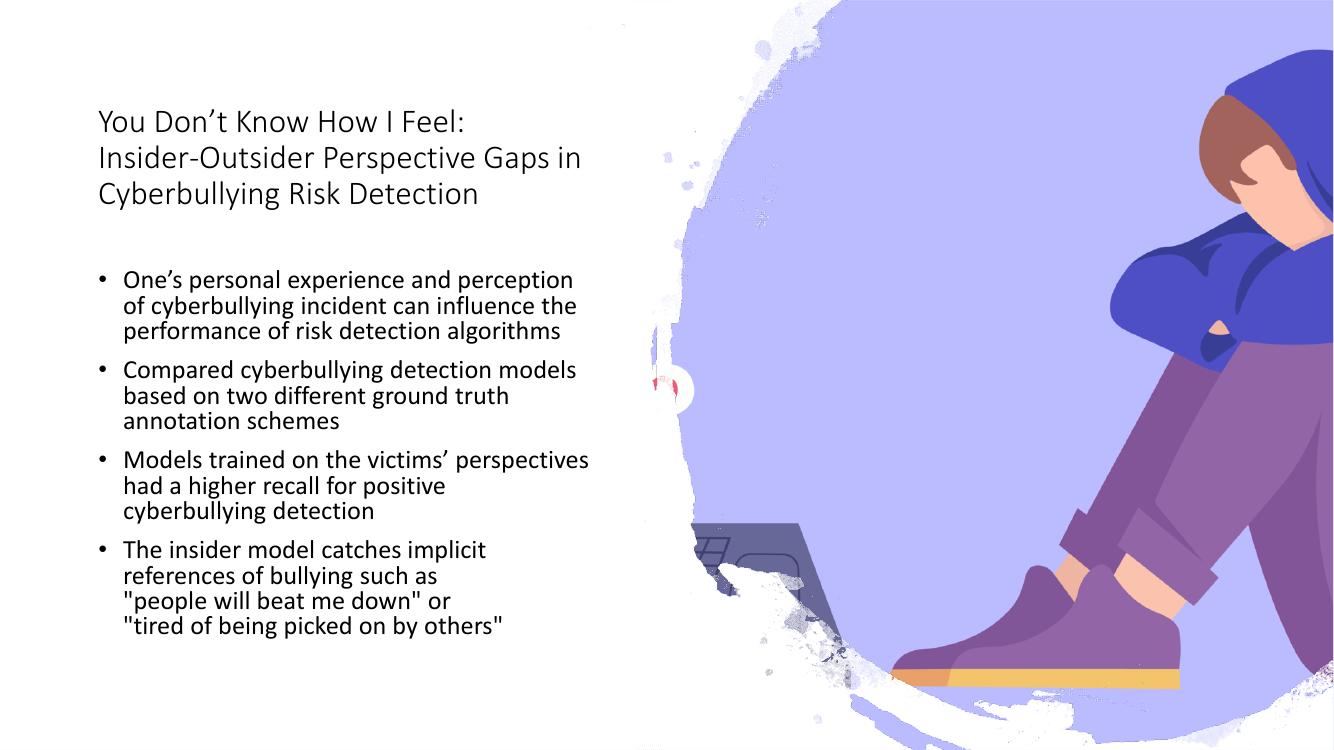 You Don’t Know How I Feel:
Insider-Outsider Perspective Gaps in
Cyberbullying Risk Detection
• One’s personal experience and perception
of cyberbullying incident can influence the
performance of risk detection algorithms
• Compared cyberbullying detection models
based on two different ground truth
annotation schemes
• Models trained on the victims’ perspectives
had a higher recall for positive
cyberbullying detection
• The insider model catches implicit
references of bullying such as
"people will beat me down" or
"tired of being picked on by others"